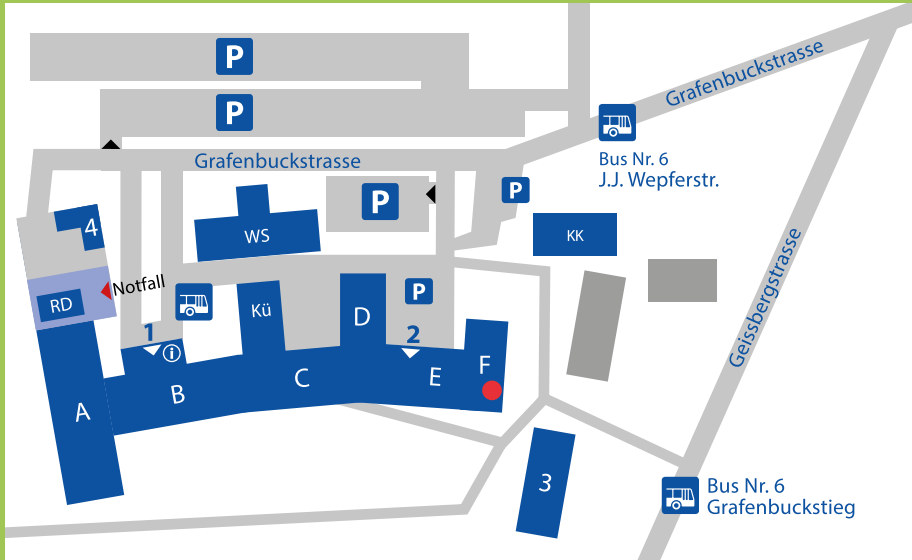 P
P
Grafenbuckstrasse
Bus Nr. 6
J.J. Wepferstr.
Grafenbuckstrasse
P
P
4
WS
KK
Notfall
RD
P
Kü
D
Geissbergstrasse
1
i
2
F
A
B
C
E
3
Bus Nr. 6
Grafenbuckstieg